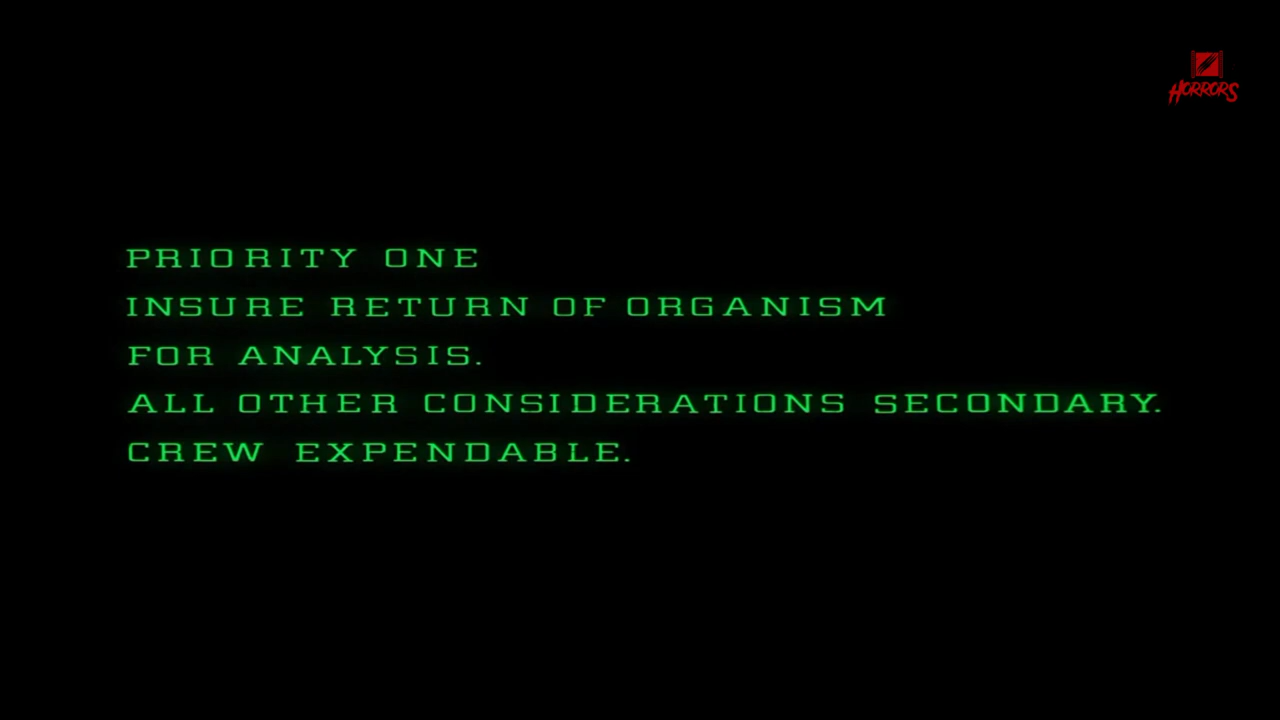 HORRORS
PRIORITY ONE
INSURE RETURN OF ORGANISM
FOR ANALYSIS.
ALL OTHER CONSIDERATIONS SECONDARY.
CREW EXPENDABLE.